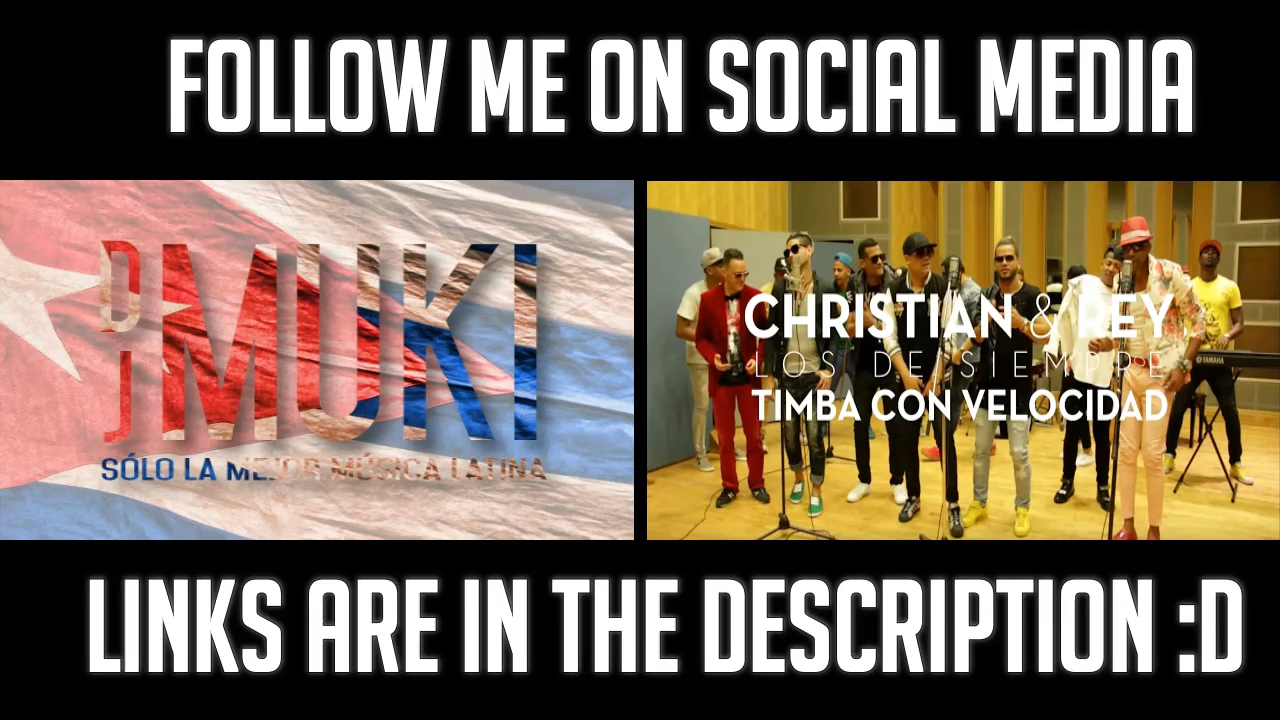 FOLLOW ME ON SOCIAL MEDIA
DJ MUKI
SÓLO LA MEJOR MÚSICA LATINA
CHRISTIAN & REY
LOS DE SIEMPRE
TIMBA CON VELOCIDAD
YAMAHA
LINKS ARE IN THE DESCRIPTION :D